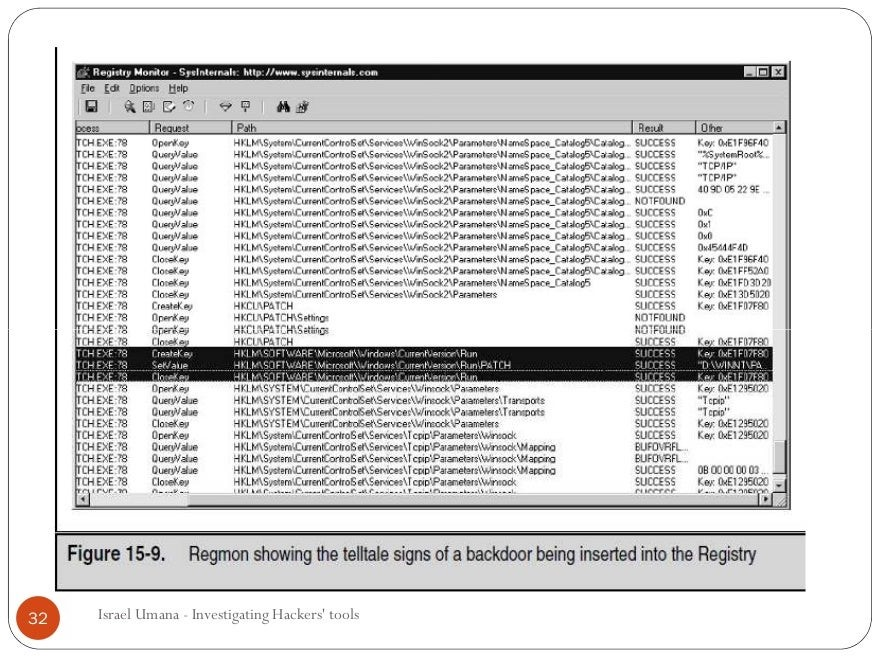 Registry Monitor - SysInternals: http://www.sysinternals.com
File Edit Options Help
ocess Request Path Result Other
TCH.EXE:78 OpenKey HKLM\System\CurrentControlSet\Services\WinSock2\Parameters\NameSpace_Catalog5\Catalog... SUCCESS Key: 0xE1F96F40
TCH.EXE:78 QueryValue HKLM\System\CurrentControlSet\Services\WinSock2\Parameters\NameSpace_Catalog5\Catalog... SUCCESS "%SystemRoot%...
TCH.EXE:78 QueryValue HKLM\System\CurrentControlSet\Services\WinSock2\Parameters\NameSpace_Catalog5\Catalog... SUCCESS "TCP/IP"
TCH.EXE:78 QueryValue HKLM\System\CurrentControlSet\Services\WinSock2\Parameters\NameSpace_Catalog5\Catalog... SUCCESS "TCP/IP"
TCH.EXE:78 QueryValue HKLM\System\CurrentControlSet\Services\WinSock2\Parameters\NameSpace_Catalog5\Catalog... SUCCESS 40 9D 05 22 9E ...
TCH.EXE:78 QueryValue HKLM\System\CurrentControlSet\Services\WinSock2\Parameters\NameSpace_Catalog5\Catalog... NOTFOUND
TCH.EXE:78 QueryValue HKLM\System\CurrentControlSet\Services\WinSock2\Parameters\NameSpace_Catalog5\Catalog... SUCCESS 0xC
TCH.EXE:78 QueryValue HKLM\System\CurrentControlSet\Services\WinSock2\Parameters\NameSpace_Catalog5\Catalog... SUCCESS 0x1
TCH.EXE:78 QueryValue HKLM\System\CurrentControlSet\Services\WinSock2\Parameters\NameSpace_Catalog5\Catalog... SUCCESS 0x0
TCH.EXE:78 QueryValue HKLM\System\CurrentControlSet\Services\WinSock2\Parameters\NameSpace_Catalog5\Catalog... SUCCESS 0x45444F4D
TCH.EXE:78 CloseKey HKLM\System\CurrentControlSet\Services\WinSock2\Parameters\NameSpace_Catalog5\Catalog... SUCCESS Key: 0xE1F96F40
TCH.EXE:78 CloseKey HKLM\System\CurrentControlSet\Services\WinSock2\Parameters\NameSpace_Catalog5\Catalog... SUCCESS Key: 0xE1FF52A0
TCH.EXE:78 CloseKey HKLM\System\CurrentControlSet\Services\WinSock2\Parameters\NameSpace_Catalog5 SUCCESS Key: 0xE1FD3D20
TCH.EXE:78 CloseKey HKLM\System\CurrentControlSet\Services\WinSock2\Parameters SUCCESS Key: 0xE13D5020
TCH.EXE:78 CreateKey HKCU\PATCH SUCCESS Key: 0xE1F07F80
TCH.EXE:78 OpenKey HKCU\PATCH\Settings NOTFOUND
TCH.EXE:78 OpenKey HKCU\PATCH\Settings NOTFOUND
TCH.EXE:78 CloseKey HKCU\PATCH SUCCESS Key: 0xE1F07F80
TCH.EXE:78 CreateKey HKLM\SOFTWARE\Microsoft\Windows\CurrentVersion\Run SUCCESS Key: 0xE1F07F80
TCH.EXE:78 SetValue HKLM\SOFTWARE\Microsoft\Windows\CurrentVersion\Run\PATCH SUCCESS "D:\WINNT\PA...
TCH.EXE:78 CloseKey HKLM\SOFTWARE\Microsoft\Windows\CurrentVersion\Run SUCCESS Key: 0xE1F07F80
TCH.EXE:78 OpenKey HKLM\SYSTEM\CurrentControlSet\Services\Winsock\Parameters SUCCESS Key: 0xE1295020
TCH.EXE:78 QueryValue HKLM\SYSTEM\CurrentControlSet\Services\Winsock\Parameters\Transports SUCCESS "Tcpip"
TCH.EXE:78 QueryValue HKLM\SYSTEM\CurrentControlSet\Services\Winsock\Parameters\Transports SUCCESS "Tcpip"
TCH.EXE:78 CloseKey HKLM\SYSTEM\CurrentControlSet\Services\Winsock\Parameters SUCCESS Key: 0xE1295020
TCH.EXE:78 OpenKey HKLM\System\CurrentControlSet\Services\Tcpip\Parameters\Winsock SUCCESS Key: 0xE1295020
TCH.EXE:78 QueryValue HKLM\System\CurrentControlSet\Services\Tcpip\Parameters\Winsock\Mapping BUFOVRFL...
TCH.EXE:78 QueryValue HKLM\System\CurrentControlSet\Services\Tcpip\Parameters\Winsock\Mapping BUFOVRFL...
TCH.EXE:78 QueryValue HKLM\System\CurrentControlSet\Services\Tcpip\Parameters\Winsock\Mapping SUCCESS 0B 00 00 00 03 ...
TCH.EXE:78 CloseKey HKLM\System\CurrentControlSet\Services\Tcpip\Parameters\Winsock SUCCESS Key: 0xE1295020
Figure 15-9. Regmon showing the telltale signs of a backdoor being inserted into the Registry
32 Israel Umana - Investigating Hackers' tools